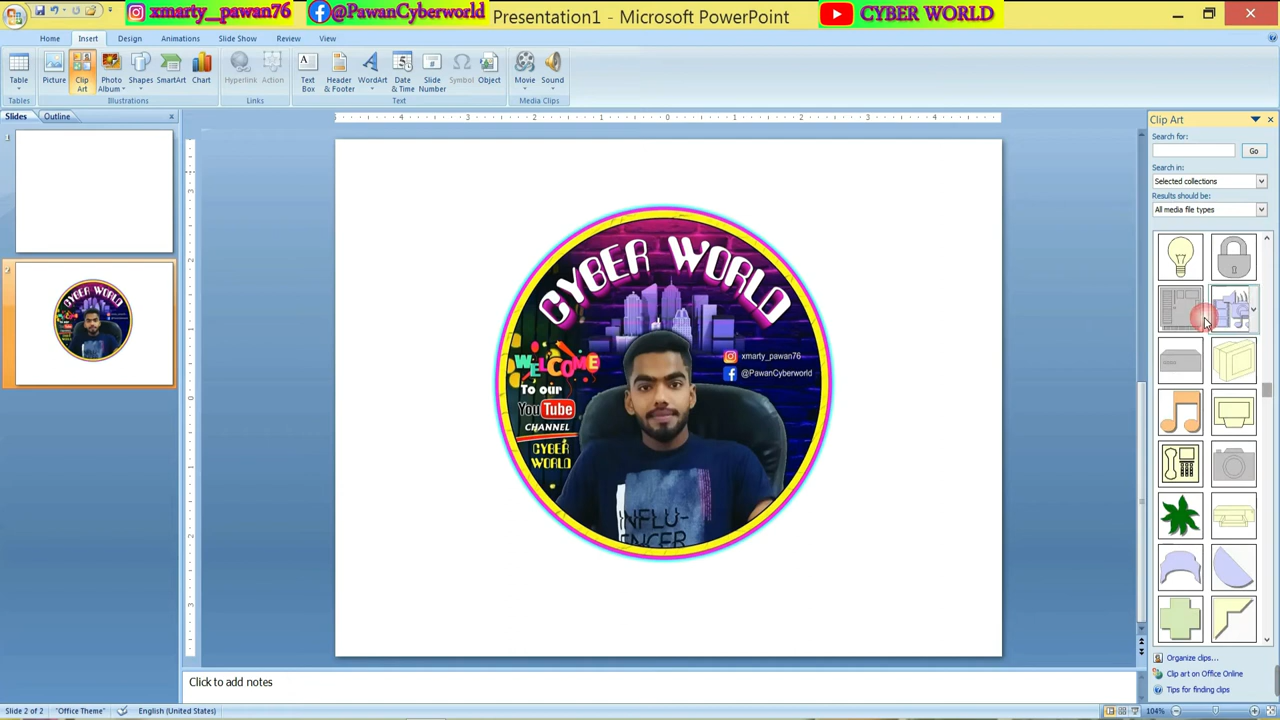 xmarty_pawan76 @PawanCyberworld Presentation1 - Microsoft PowerPoint CYBER WORLD
Home Insert Design Animations Slide Show Review View
Table Picture Clip Art Photo Album Shapes SmartArt Chart Hyperlink Action Text Box Header & Footer WordArt Date & Time Slide Number Symbol Object Movie Sound
Tables Illustrations Links Text Media Clips
Slides Outline
Clip Art
Search for:
Go
Search in:
Selected collections
Results should be:
All media file types
1
2
CYBER WORLD
WELCOME
To our
YouTube
CHANNEL
CYBER
WORLD
xmarty_pawan76
@PawanCyberworld
INFLU-
ENCER
Organize clips...
Clip art on Office Online
Tips for finding clips
Click to add notes
Slide 2 of 2 "Office Theme" English (United States) 104%